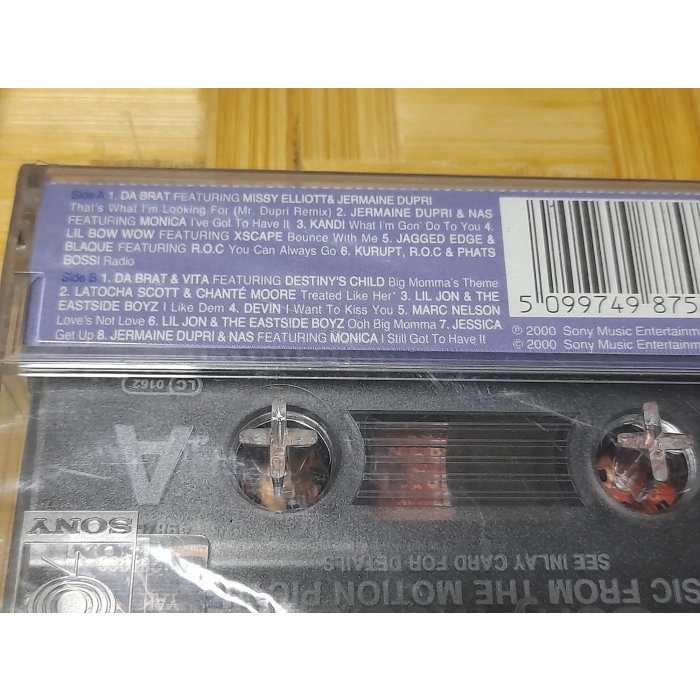 Side A 1. DA BRAT FEATURING MISSY ELLIOTT& JERMAINE DUPRI
That's What I'm Looking For (Mr. Dupri Remix) 2. JERMAINE DUPRI & NAS
FEATURING MONICA I've Got To Have It 3. KANDI What I'm Gon' Do To You 4.
LIL BOW WOW FEATURING XSCAPE Bounce With Me 5. JAGGED EDGE &
BLAQUE FEATURING R.O.C You Can Always Go 6. KURUPT, R.O.C & PHATS
BOSSI Radio
Side B 1. DA BRAT & VITA FEATURING DESTINY'S CHILD Big Momma's Theme
2. LATOCHA SCOTT & CHANTÉ MOORE Treated Like Her' 3. LIL JON & THE
EASTSIDE BOYZ I Like Dem 4. DEVIN I Want To Kiss You 5. MARC NELSON
Love's Not Love 6. LIL JON & THE EASTSIDE BOYZ Ooh Big Momma 7. JESSICA
Get Up 8. JERMAINE DUPRI & NAS FEATURING MONICA I Still Got To Have It
5 099749 875
℗ 2000 Sony Music Entertainm
© 2000 Sony Music Entertainm
LC 0162
A
SONY
SEE INLAY CARD FOR DETAILS
SIC FROM THE MOTION PIC